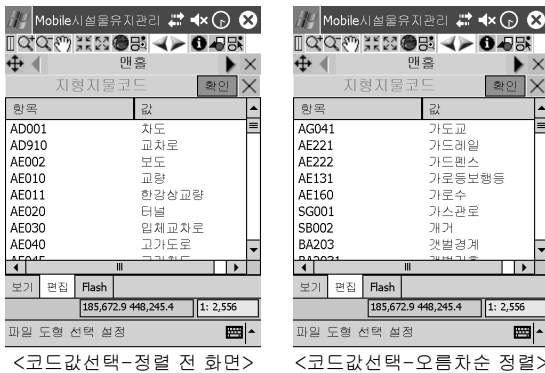 Mobile시설물유지관리
맨홀
지형지물코드 확인
항목 값
AD001 차도
AD910 교차로
AE002 보도
AE010 교량
AE011 한강상교량
AE020 터널
AE030 입체교차로
AE040 고가도로
보기 편집 Flash
185,672.9 448,245.4 1: 2,556
파일 도형 선택 설정
<코드값선택-정렬 전 화면>
Mobile시설물유지관리
맨홀
지형지물코드 확인
항목 값
AG041 가도교
AE221 가드레일
AE222 가드펜스
AE131 가로등보행등
AE160 가로수
SG001 가스관로
SB002 개거
BA203 갯벌경계
보기 편집 Flash
185,672.9 448,245.4 1: 2,556
파일 도형 선택 설정
<코드값선택-오름차순 정렬>